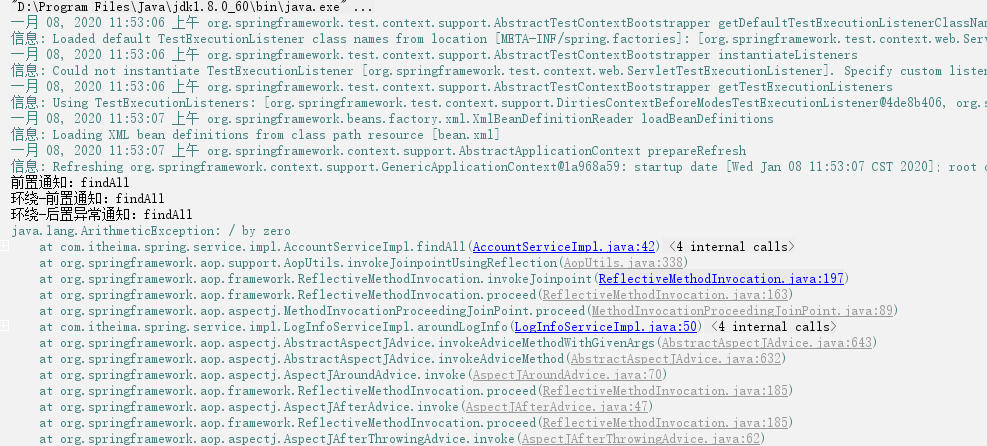 "D:\Program Files\Java\jdk1.8.0_60\bin\java.exe" ...
一月 08, 2020 11:53:06 上午 org.springframework.test.context.support.AbstractTestContextBootstrapper getDefaultTestExecutionListenerClassNam
信息: Loaded default TestExecutionListener class names from location [META-INF/spring.factories]: [org.springframework.test.context.web.Serv
一月 08, 2020 11:53:06 上午 org.springframework.test.context.support.AbstractTestContextBootstrapper instantiateListeners
信息: Could not instantiate TestExecutionListener [org.springframework.test.context.web.ServletTestExecutionListener]. Specify custom listen
一月 08, 2020 11:53:06 上午 org.springframework.test.context.support.AbstractTestContextBootstrapper getTestExecutionListeners
信息: Using TestExecutionListeners: [org.springframework.test.context.support.DirtiesContextBeforeModesTestExecutionListener@4de8b406, org.s
一月 08, 2020 11:53:07 上午 org.springframework.beans.factory.xml.XmlBeanDefinitionReader loadBeanDefinitions
信息: Loading XML bean definitions from class path resource [bean.xml]
一月 08, 2020 11:53:07 上午 org.springframework.context.support.AbstractApplicationContext prepareRefresh
信息: Refreshing org.springframework.context.support.GenericApplicationContext@1a968a59: startup date [Wed Jan 08 11:53:07 CST 2020]; root c
前置通知：findAll
环绕-前置通知：findAll
环绕-后置异常通知：findAll
java.lang.ArithmeticException: / by zero
at com.itheima.spring.service.impl.AccountServiceImpl.findAll(AccountServiceImpl.java:42) <4 internal calls>
at org.springframework.aop.support.AopUtils.invokeJoinpointUsingReflection(AopUtils.java:338)
at org.springframework.aop.framework.ReflectiveMethodInvocation.invokeJoinpoint(ReflectiveMethodInvocation.java:197)
at org.springframework.aop.framework.ReflectiveMethodInvocation.proceed(ReflectiveMethodInvocation.java:163)
at org.springframework.aop.aspectj.MethodInvocationProceedingJoinPoint.proceed(MethodInvocationProceedingJoinPoint.java:89)
at com.itheima.spring.service.impl.LogInfoServiceImpl.aroundLogInfo(LogInfoServiceImpl.java:50) <4 internal calls>
at org.springframework.aop.aspectj.AbstractAspectJAdvice.invokeAdviceMethodWithGivenArgs(AbstractAspectJAdvice.java:643)
at org.springframework.aop.aspectj.AbstractAspectJAdvice.invokeAdviceMethod(AbstractAspectJAdvice.java:632)
at org.springframework.aop.aspectj.AspectJAroundAdvice.invoke(AspectJAroundAdvice.java:70)
at org.springframework.aop.framework.ReflectiveMethodInvocation.proceed(ReflectiveMethodInvocation.java:185)
at org.springframework.aop.aspectj.AspectJAfterAdvice.invoke(AspectJAfterAdvice.java:47)
at org.springframework.aop.framework.ReflectiveMethodInvocation.proceed(ReflectiveMethodInvocation.java:185)
at org.springframework.aop.aspectj.AspectJAfterThrowingAdvice.invoke(AspectJAfterThrowingAdvice.java:62)